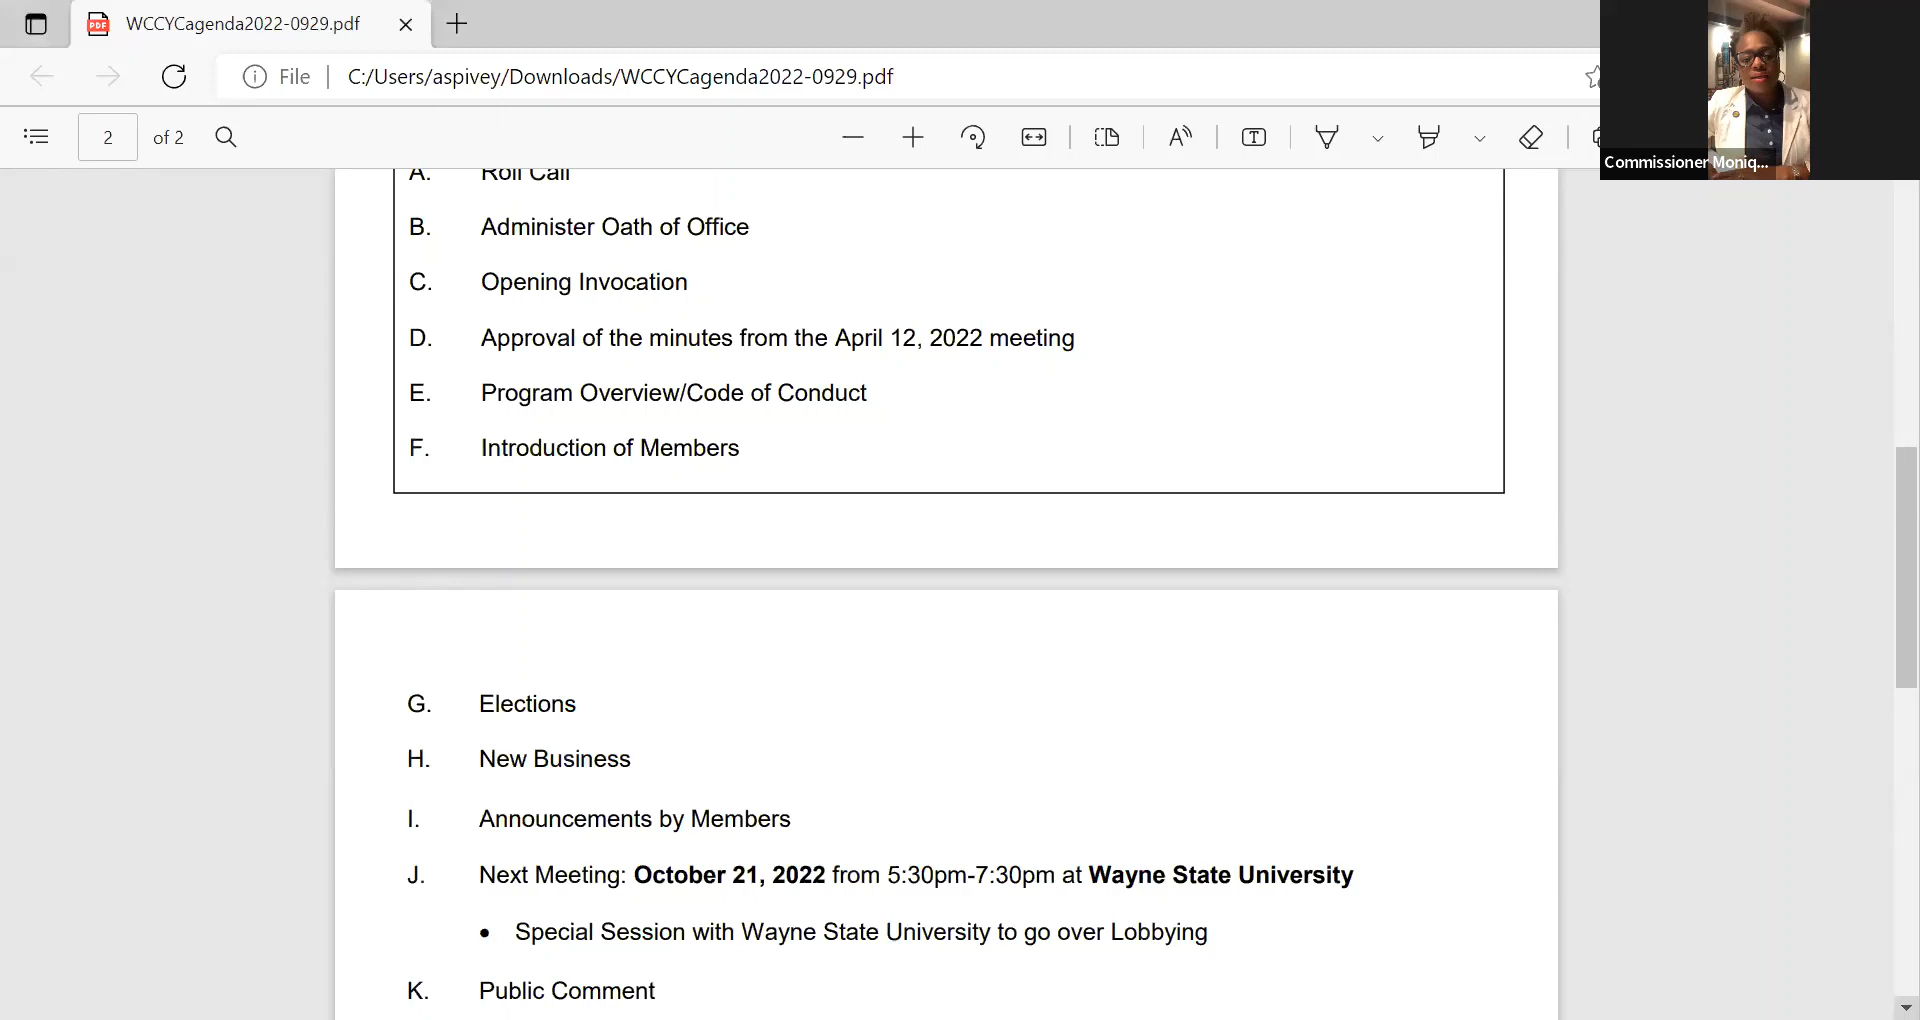 WCCYCagenda2022-0929.pdf
File
C:/Users/aspivey/Downloads/WCCYCagenda2022-0929.pdf
2 of 2
Commissioner Moniq...
A. Roll Call
B. Administer Oath of Office
C. Opening Invocation
D. Approval of the minutes from the April 12, 2022 meeting
E. Program Overview/Code of Conduct
F. Introduction of Members
G. Elections
H. New Business
I. Announcements by Members
J. Next Meeting: October 21, 2022 from 5:30pm-7:30pm at Wayne State University
• Special Session with Wayne State University to go over Lobbying
K. Public Comment